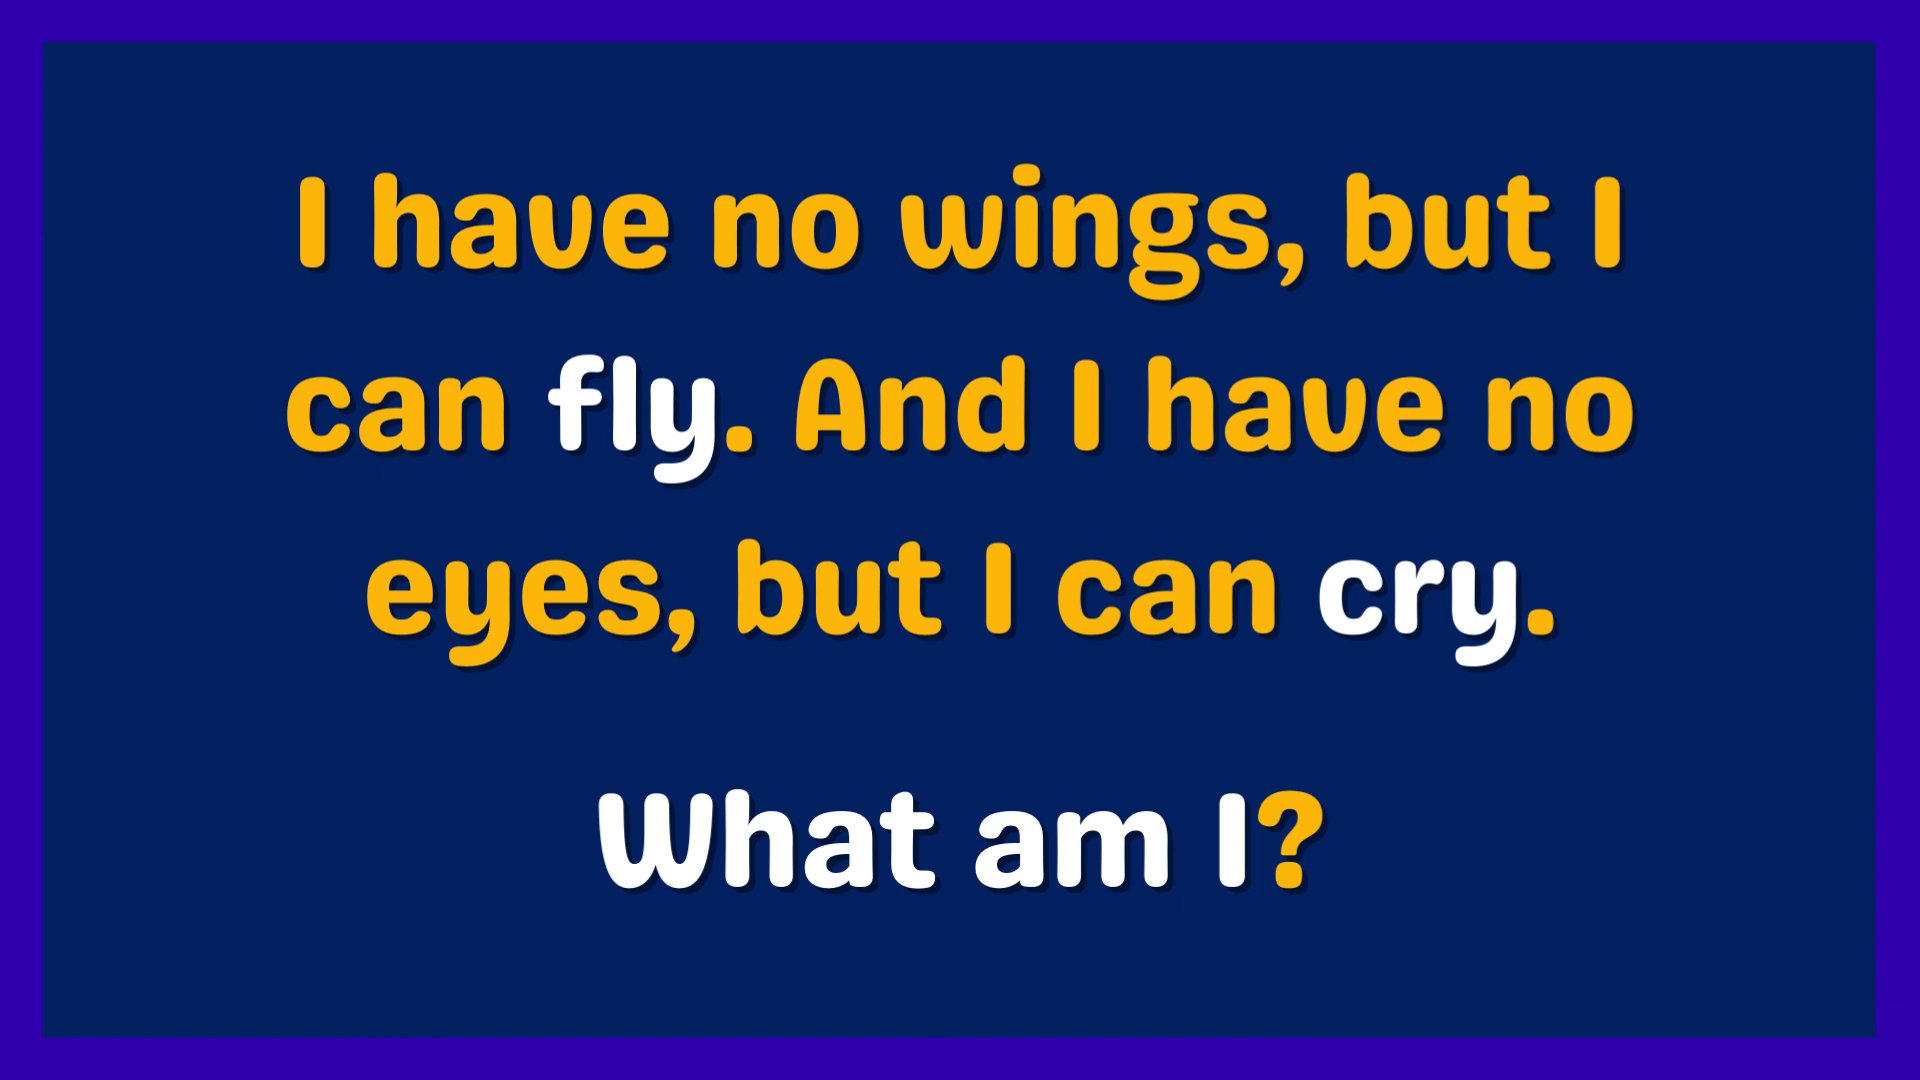 I have no wings, but I
can fly. And I have no
eyes, but I can cry.
What am I?